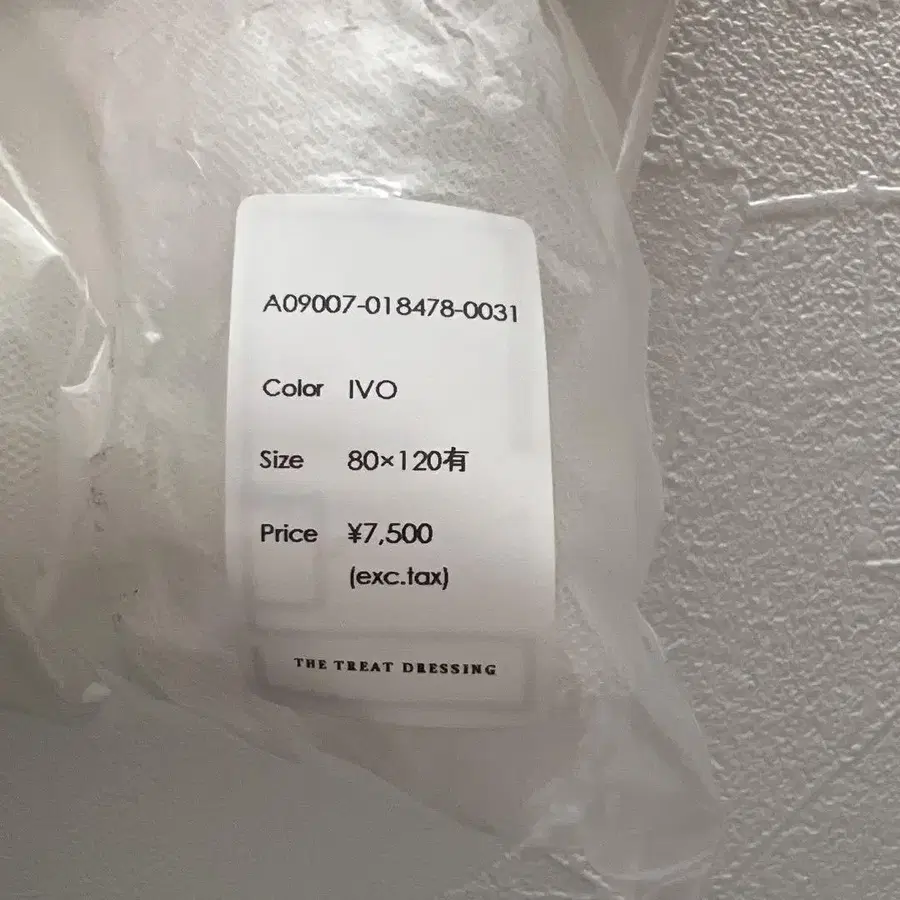 A09007-018478-0031
Color IVO
Size 80×120有
Price ¥7,500
(exc.tax)
THE TREAT DRESSING